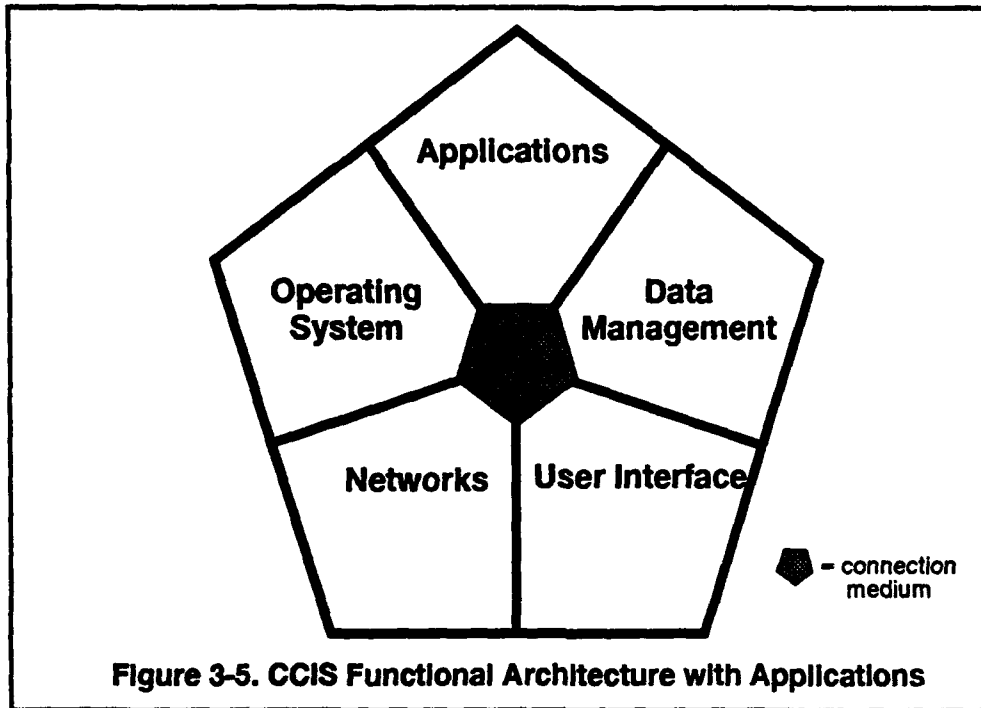 Applications
Operating
System
Data
Management
Networks
User Interface
= connection
medium
Figure 3-5. CCIS Functional Architecture with Applications